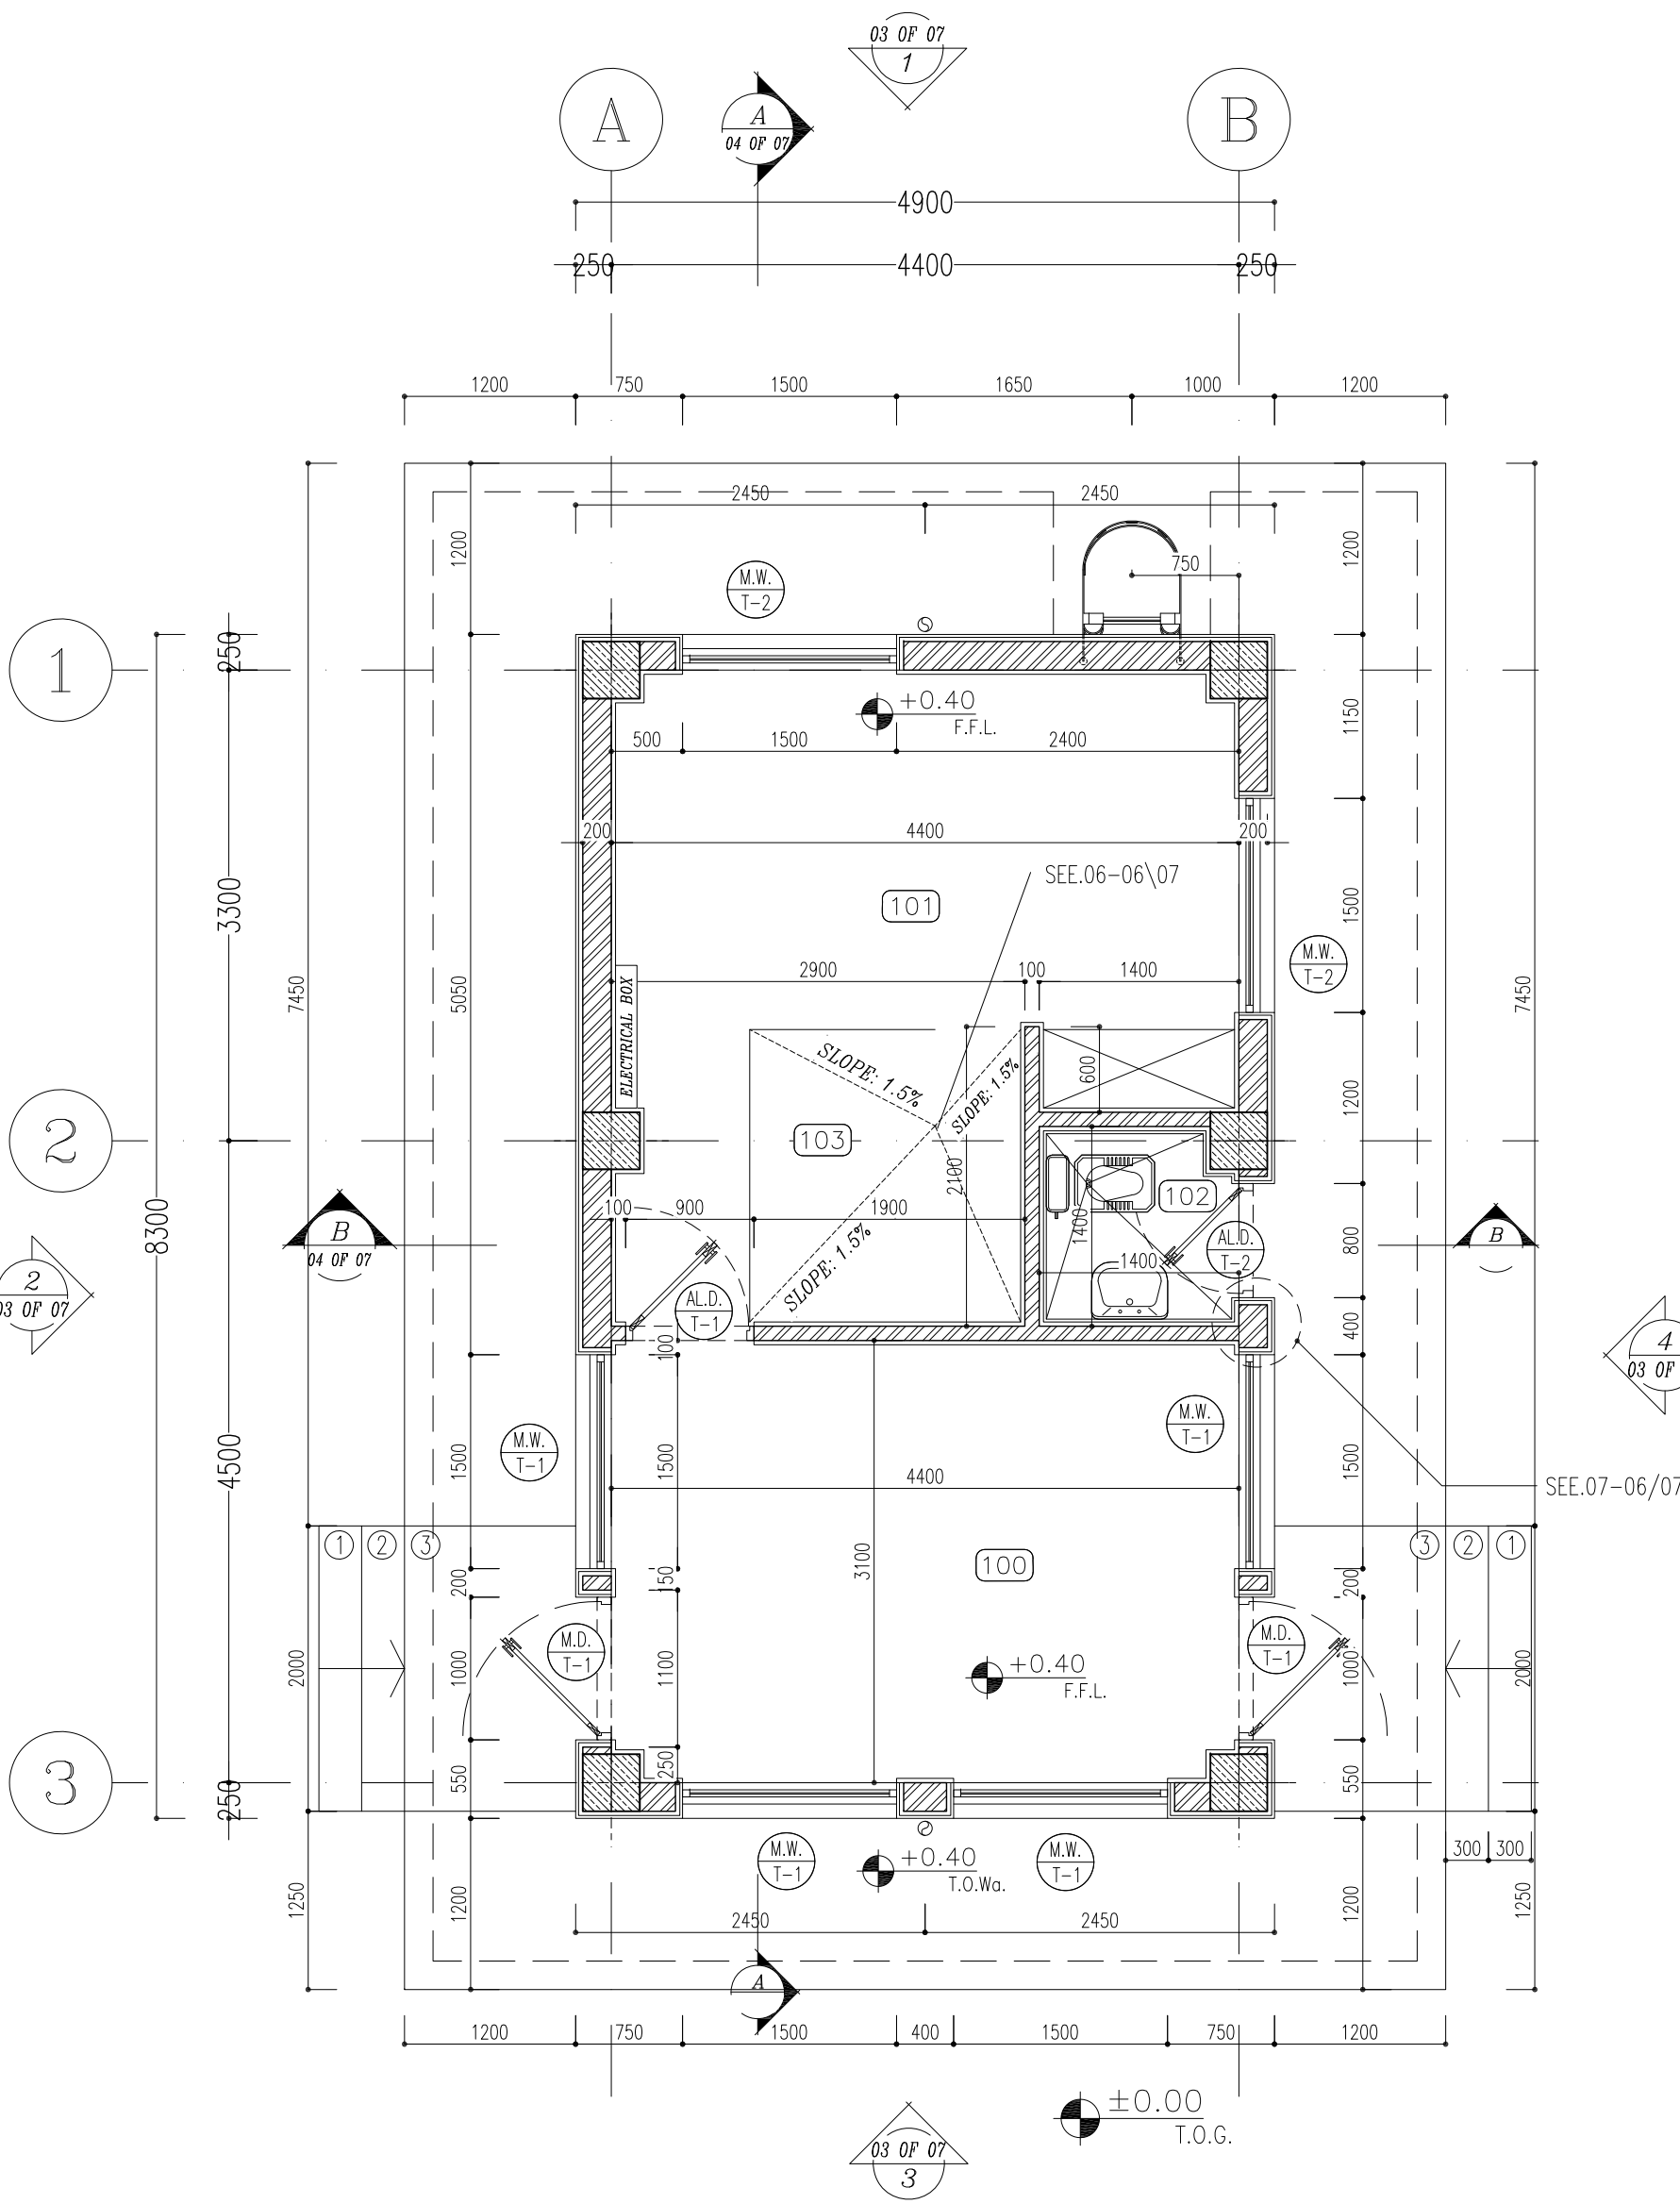 03 OF 07
1
A
A
04 OF 07
B
4900
250
4400
250
1200
750
1500
1650
1000
1200
2450
2450
1200
1200
750
M.W.
T-2
1
250
+0.40
F.F.L.
500
1500
2400
1150
200
4400
200
SEE.06-06\07
101
3300
1500
M.W.
T-2
2900
100
1400
7450
5050
7450
ELECTRICAL BOX
SLOPE: 1.5%
SLOPE: 1.5%
600
1200
2
103
2100
102
8300
100
900
1900
1400
B
04 OF 07
B
800
AL.D.
T-2
1400
2
03 OF 07
SLOPE: 1.5%
AL.D.
T-1
100
400
4
03 OF
M.W.
T-1
M.W.
T-1
4500
1500
1500
4400
1500
SEE.07-06/07
1
2
3
3100
100
3
2
1
200
150
200
M.D.
T-1
M.D.
T-1
2000
1000
1100
+0.40
F.F.L.
1000
2000
3
250
550
250
550
M.W.
T-1
+0.40
T.O.Wa.
M.W.
T-1
300
300
1250
1200
1200
1250
2450
2450
A
1200
750
1500
400
1500
750
1200
±0.00
T.O.G.
03 OF 07
3